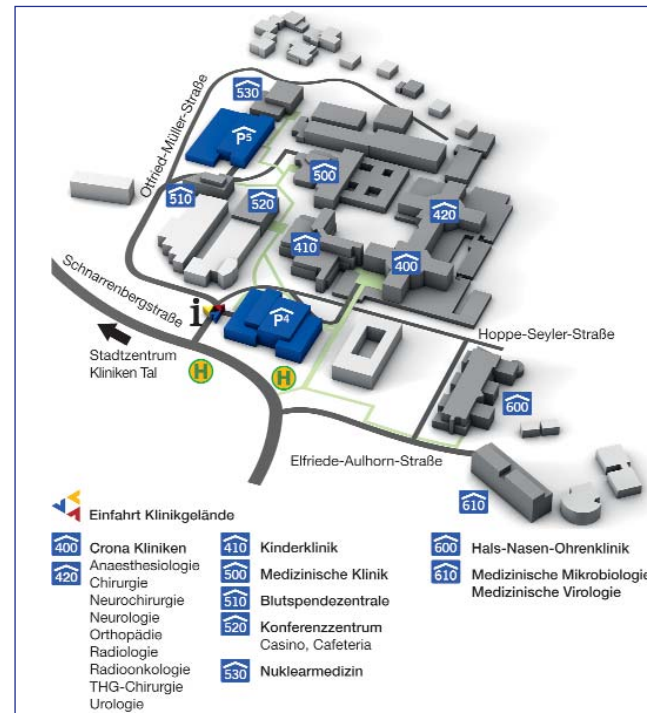 530
P5
Otfried-Müller-Straße
500
510
520
420
410
400
Schnarrenbergstraße
i
P4
Hoppe-Seyler-Straße
Stadtzentrum
Kliniken Tal
H
H
600
Elfriede-Aulhorn-Straße
610
Einfahrt Klinikgelände
400 Crona Kliniken
420 Anaesthesiologie
Chirurgie
Neurochirurgie
Neurologie
Orthopädie
Radiologie
Radioonkologie
THG-Chirurgie
Urologie
410 Kinderklinik
500 Medizinische Klinik
510 Blutspendezentrale
520 Konferenzzentrum
Casino, Cafeteria
530 Nuklearmedizin
600 Hals-Nasen-Ohrenklinik
610 Medizinische Mikrobiologie
Medizinische Virologie